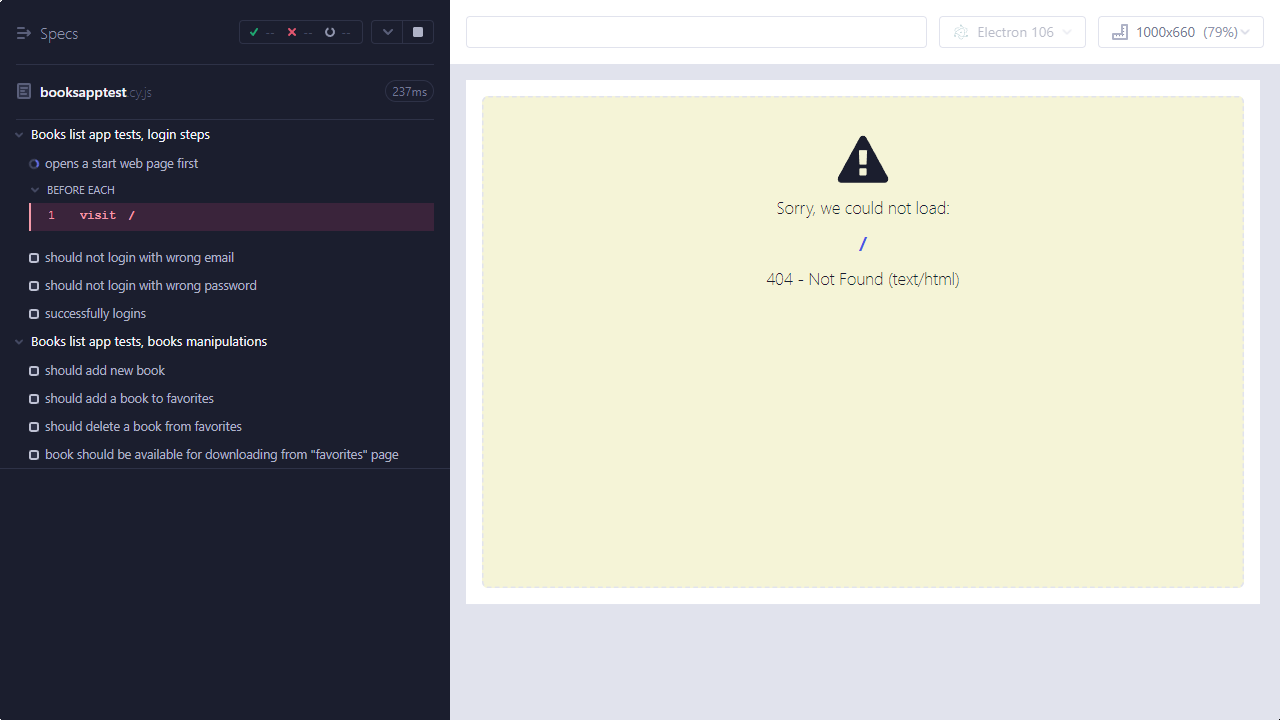 Specs
-- -- --
booksapptest.cy.js 237ms
Books list app tests, login steps
opens a start web page first
BEFORE EACH
1 visit /
should not login with wrong email
should not login with wrong password
successfully logins
Books list app tests, books manipulations
should add new book
should add a book to favorites
should delete a book from favorites
book should be available for downloading from "favorites" page
Electron 106
1000x660 (79%)
Sorry, we could not load:
/
404 - Not Found (text/html)